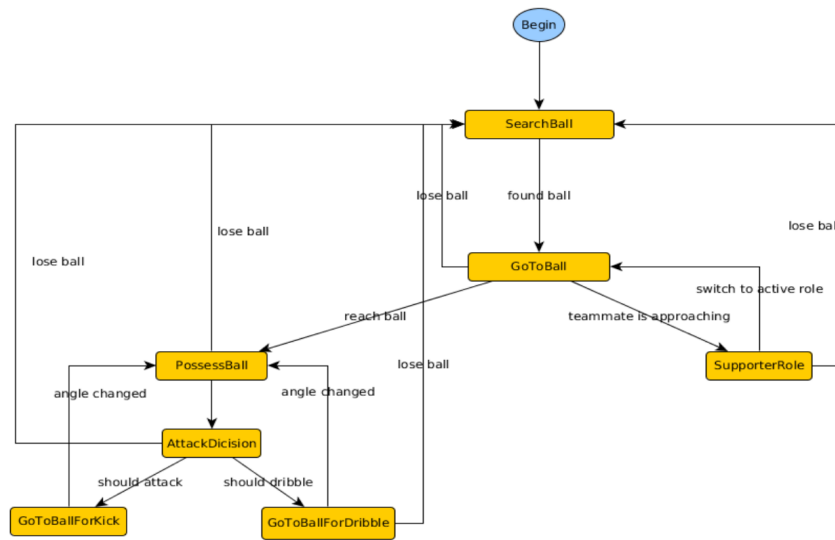 Begin
SearchBall
lose ball
found ball
lose ball
lose bal
lose ball
GoToBall
switch to active role
reach ball
teammate is approaching
PossessBall
lose ball
SupporterRole
angle changed
angle changed
AttackDicision
should attack
should dribble
GoToBallForKick
GoToBallForDribble